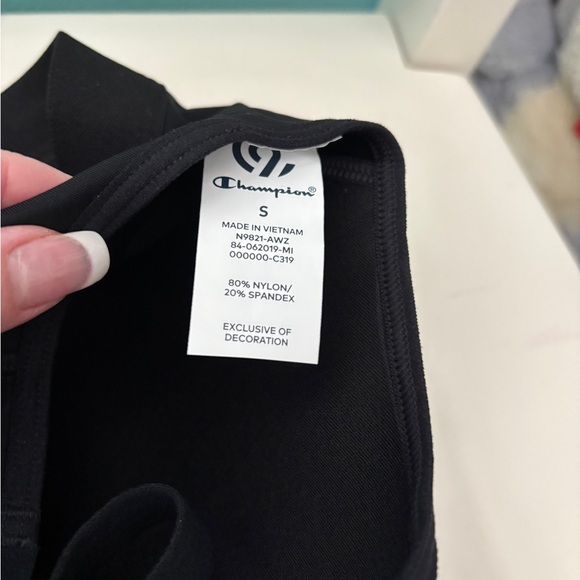 Champion®
S
MADE IN VIETNAM
N9821-AWZ
84-062019-MI
000000-C319
80% NYLON/
20% SPANDEX
EXCLUSIVE OF
DECORATION